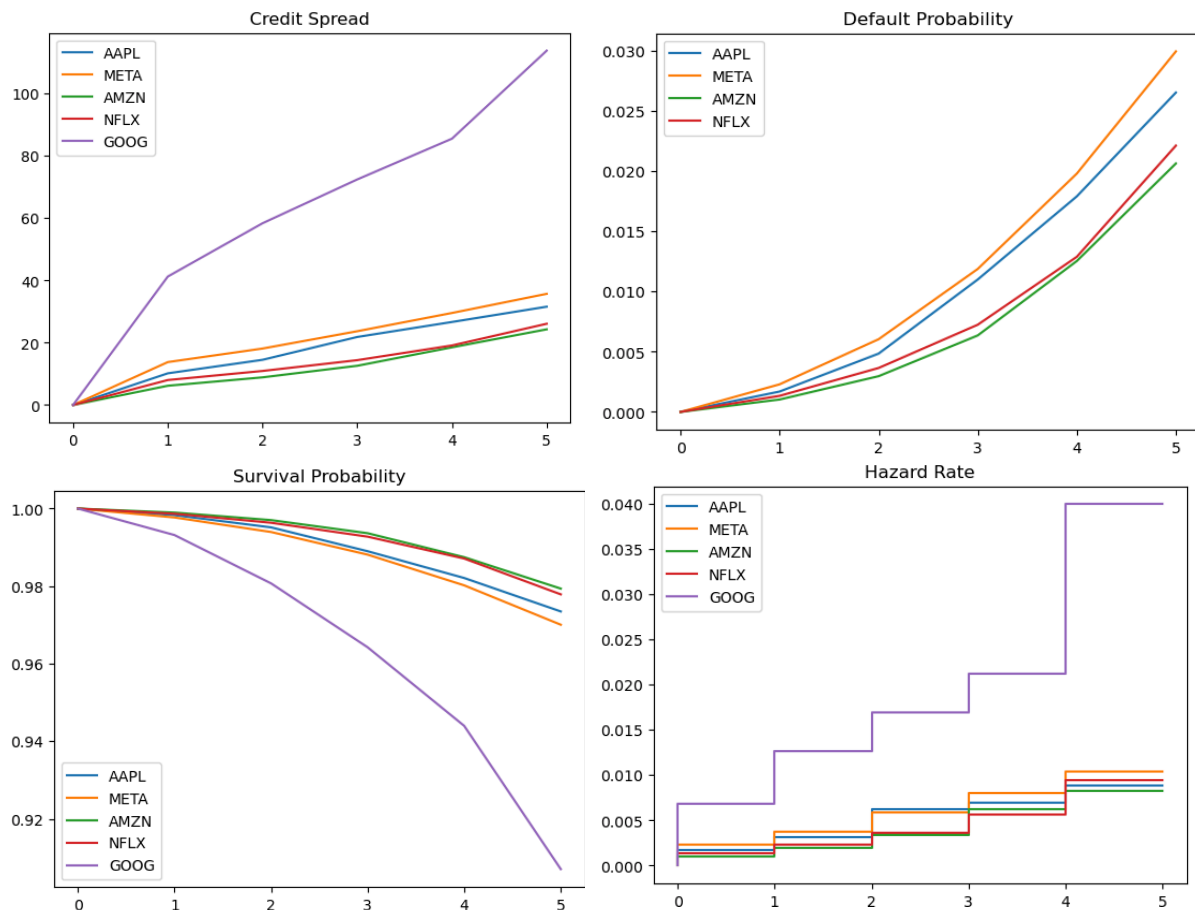 Credit Spread
AAPL
META
AMZN
NFLX
GOOG
100
80
60
40
20
0
0 1 2 3 4 5
Default Probability
AAPL
META
AMZN
NFLX
0.030
0.025
0.020
0.015
0.010
0.005
0.000
0 1 2 3 4 5
Survival Probability
1.00
0.98
0.96
0.94
0.92
AAPL
META
AMZN
NFLX
GOOG
0 1 2 3 4 5
Hazard Rate
AAPL
META
AMZN
NFLX
GOOG
0.040
0.035
0.030
0.025
0.020
0.015
0.010
0.005
0.000
0 1 2 3 4 5